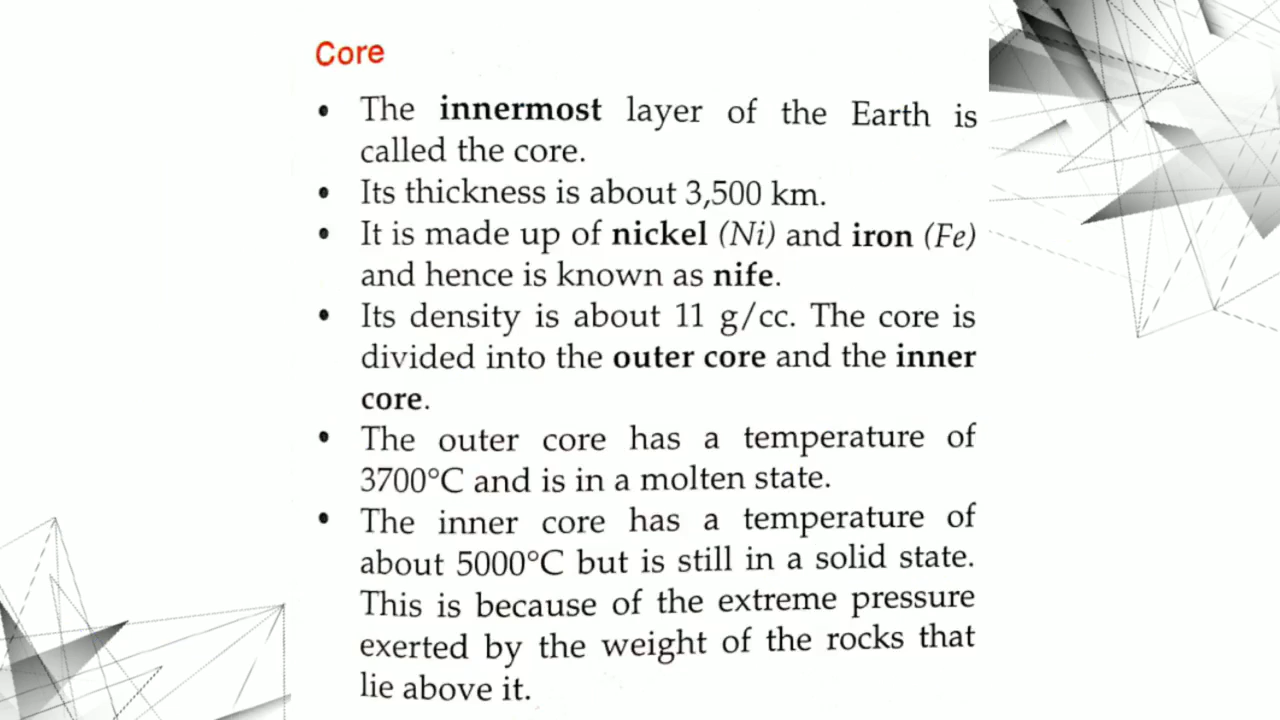 Core
• The innermost layer of the Earth is
called the core.
• Its thickness is about 3,500 km.
• It is made up of nickel (Ni) and iron (Fe)
and hence is known as nife.
• Its density is about 11 g/cc. The core is
divided into the outer core and the inner
core.
• The outer core has a temperature of
3700°C and is in a molten state.
• The inner core has a temperature of
about 5000°C but is still in a solid state.
This is because of the extreme pressure
exerted by the weight of the rocks that
lie above it.